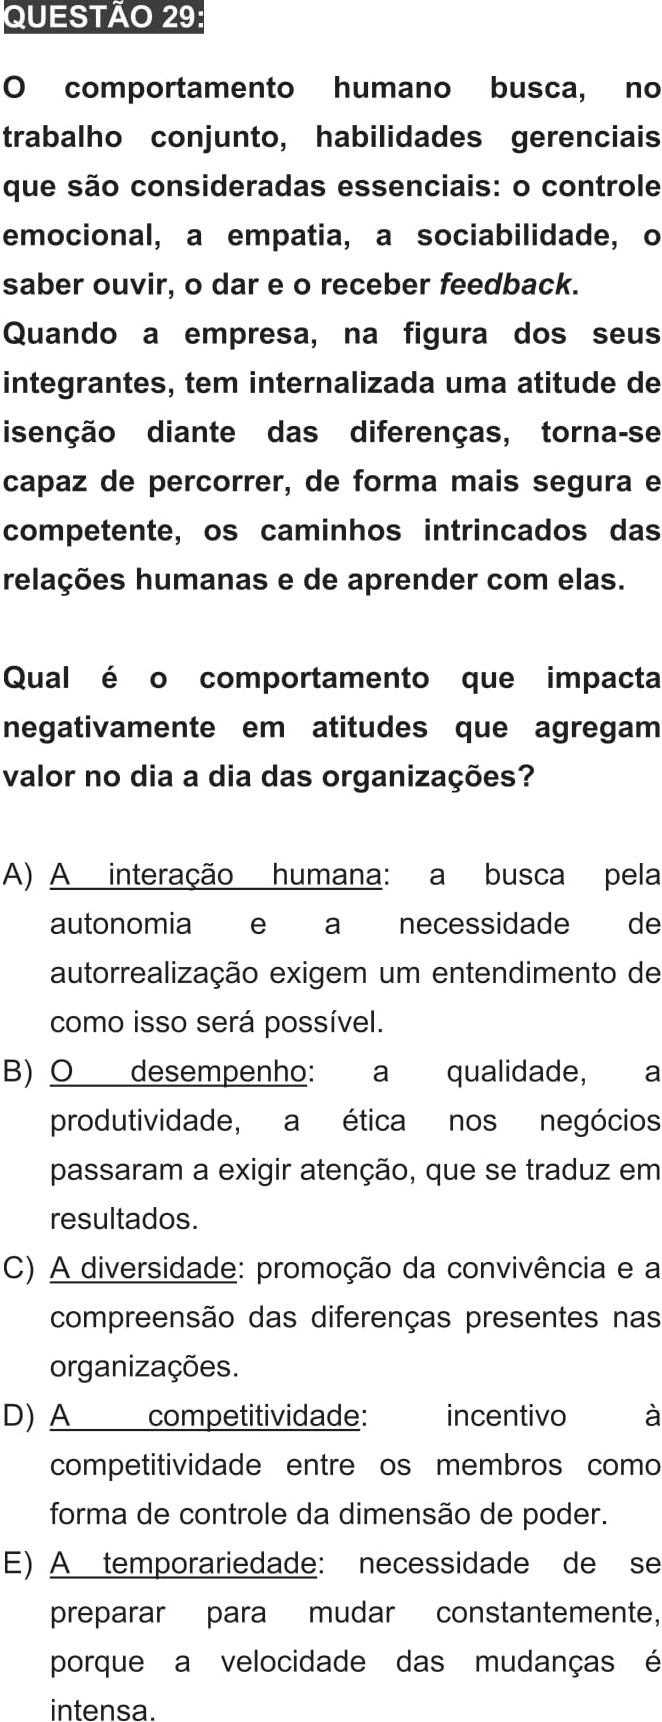 QUESTÃO 29:
O comportamento humano busca, no
trabalho conjunto, habilidades gerenciais
que são consideradas essenciais: o controle
emocional, a empatia, a sociabilidade, o
saber ouvir, o dar e o receber feedback.
Quando a empresa, na figura dos seus
integrantes, tem internalizada uma atitude de
isenção diante das diferenças, torna-se
capaz de percorrer, de forma mais segura e
competente, os caminhos intrincados das
relações humanas e de aprender com elas.
Qual é o comportamento que impacta
negativamente em atitudes que agregam
valor no dia a dia das organizações?
A) A interação humana: a busca pela
autonomia e a necessidade de
autorrealização exigem um entendimento de
como isso será possível.
B) O desempenho: a qualidade, a
produtividade, a ética nos negócios
passaram a exigir atenção, que se traduz em
resultados.
C) A diversidade: promoção da convivência e a
compreensão das diferenças presentes nas
organizações.
D) A competitividade: incentivo à
competitividade entre os membros como
forma de controle da dimensão de poder.
E) A temporariedade: necessidade de se
preparar para mudar constantemente,
porque a velocidade das mudanças é
intensa.